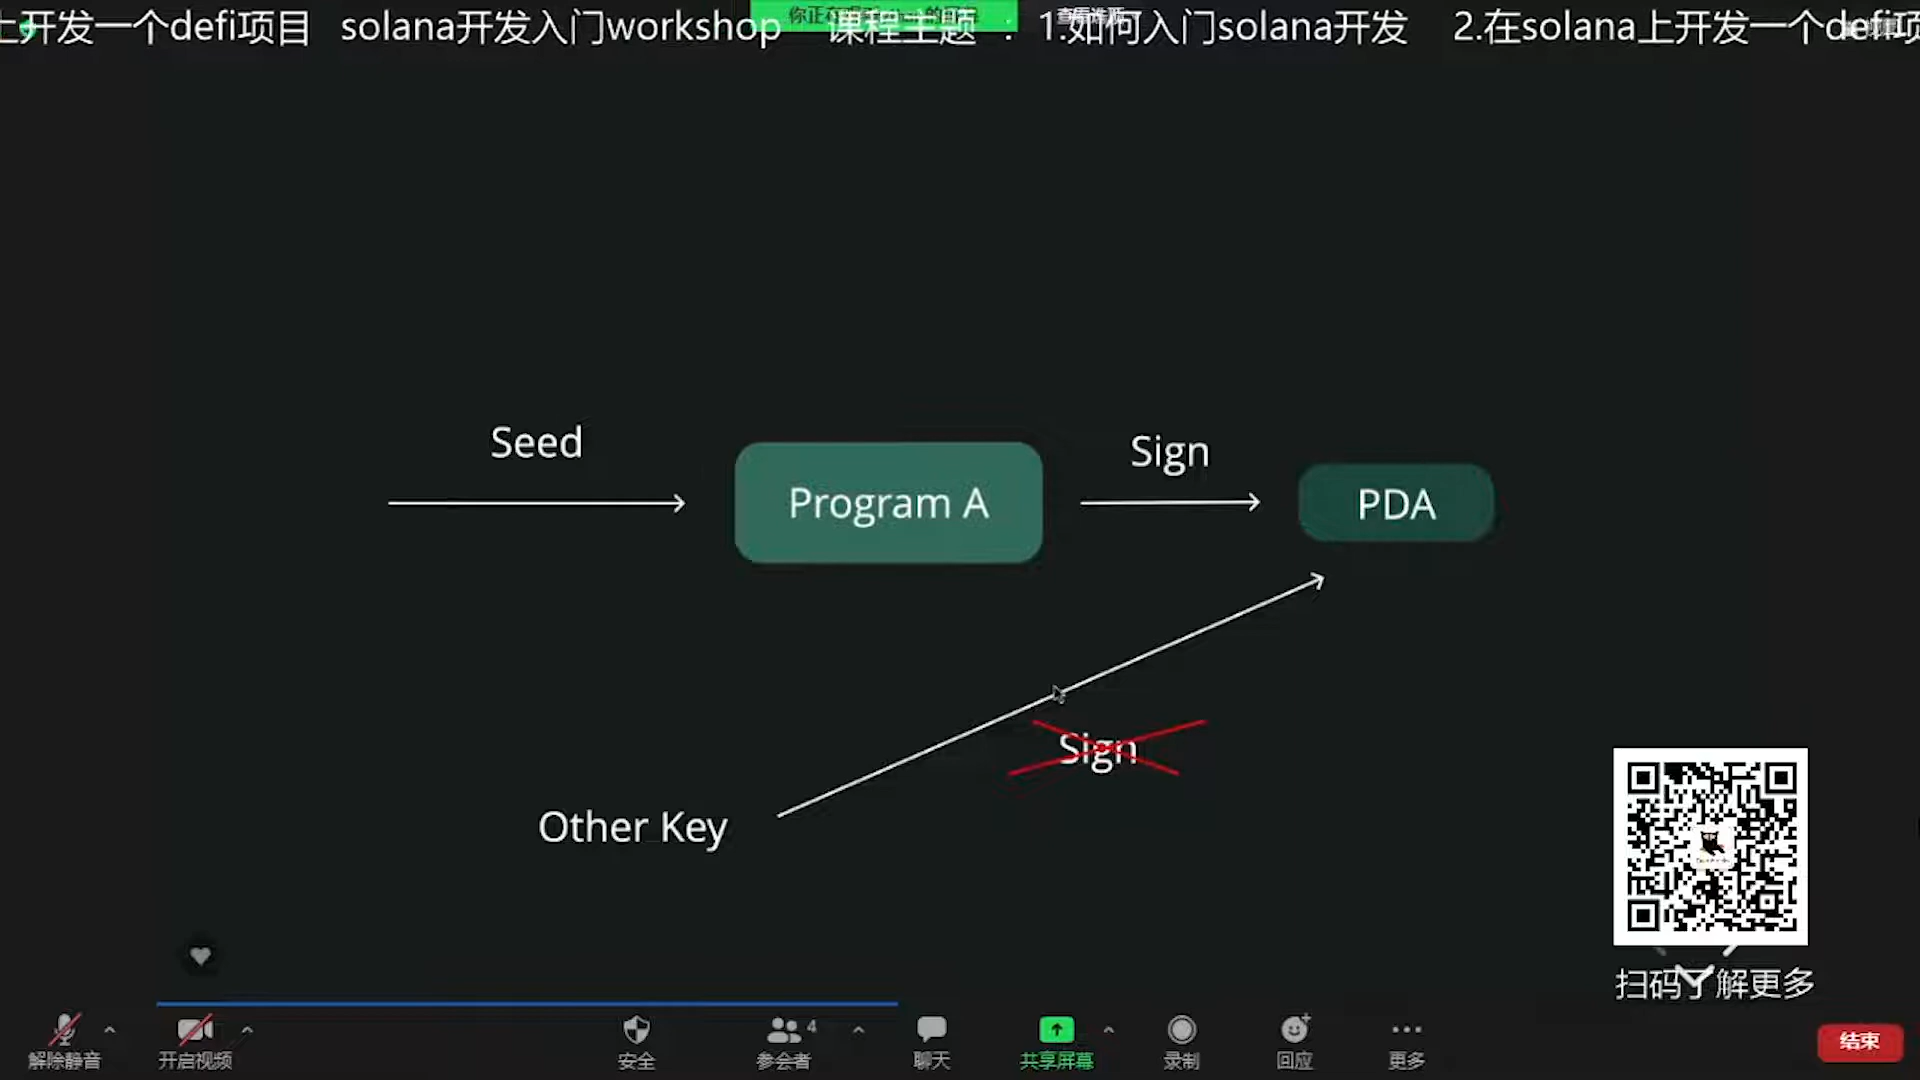 上开发一个defi项目 solana开发入门workshop 课程主题 : 1.如何入门solana开发 2.在solana上开发一个defi项
Seed
Sign
Program A
PDA
Sign
Other Key
扫码了解更多
解除静音
开启视频
安全
参会者 4
聊天
共享屏幕
录制
回应
更多
结束